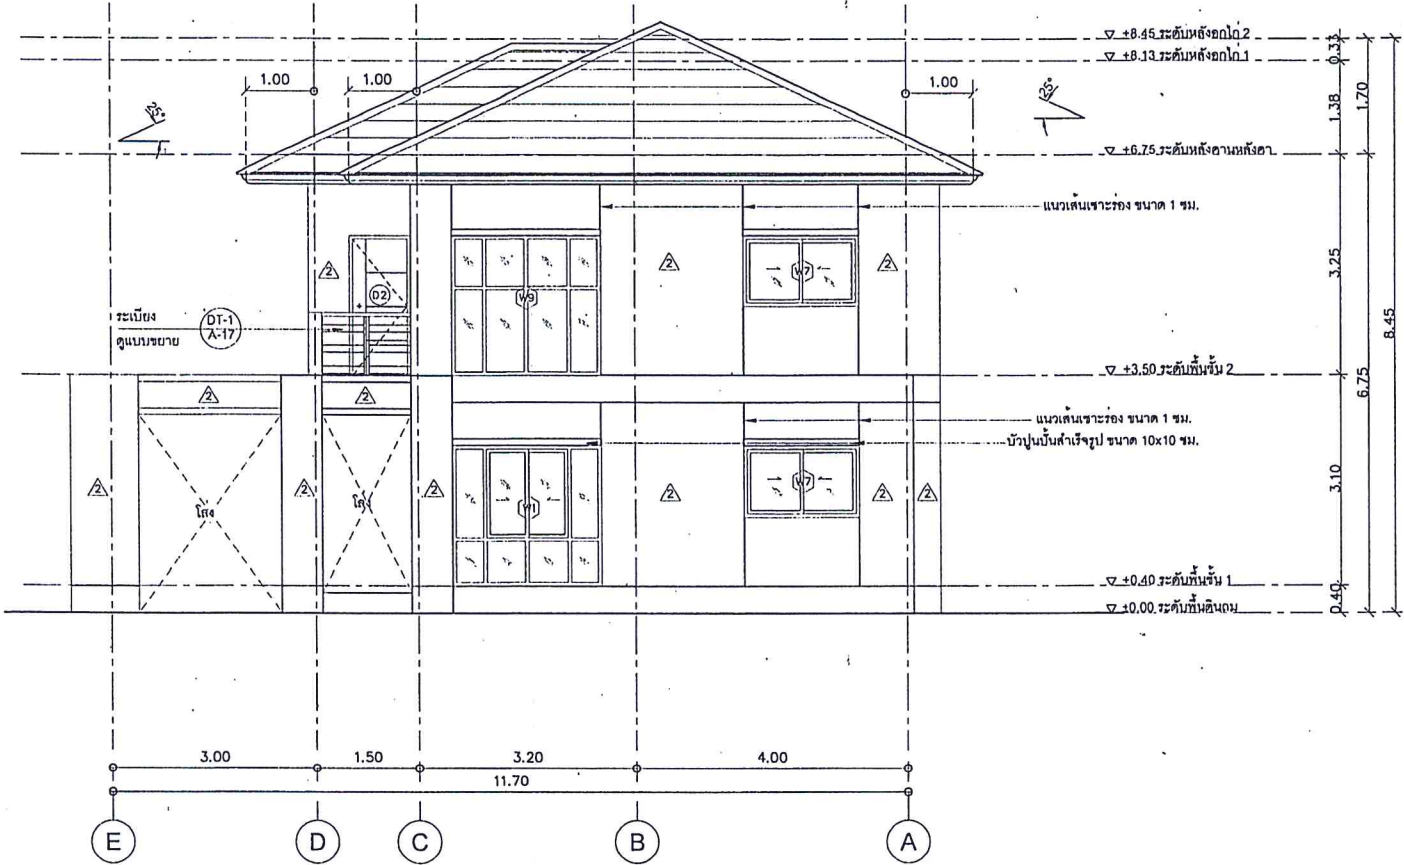 ▽ +8.45 ระดับหลังอกไก่ 2
▽ +8.13 ระดับหลังอกไก่ 1
0.33
1.00
1.00
1.00
25°
25°
1.38
1.70
▽ +6.75 ระดับหลังอานหลังคา
แนวเส้นเซาะร่อง ขนาด 1 ซม.
2
2
2
W7
D2
W9
3.25
ระเบียง
ดูแบบขยาย
DT-1
A-17
8.45
▽ +3.50 ระดับพื้นชั้น 2
6.75
2
2
แนวเส้นเซาะร่อง ขนาด 1 ซม.
บัวปูนปั้นสำเร็จรูป ขนาด 10x10 ซม.
3.10
2
2
2
2
2
2
W7
โล่ง
โล่ง
W1
▽ +0.40 ระดับพื้นชั้น 1
0.40
▽ ±0.00 ระดับพื้นดินถม
3.00
1.50
3.20
4.00
11.70
E
D
C
B
A